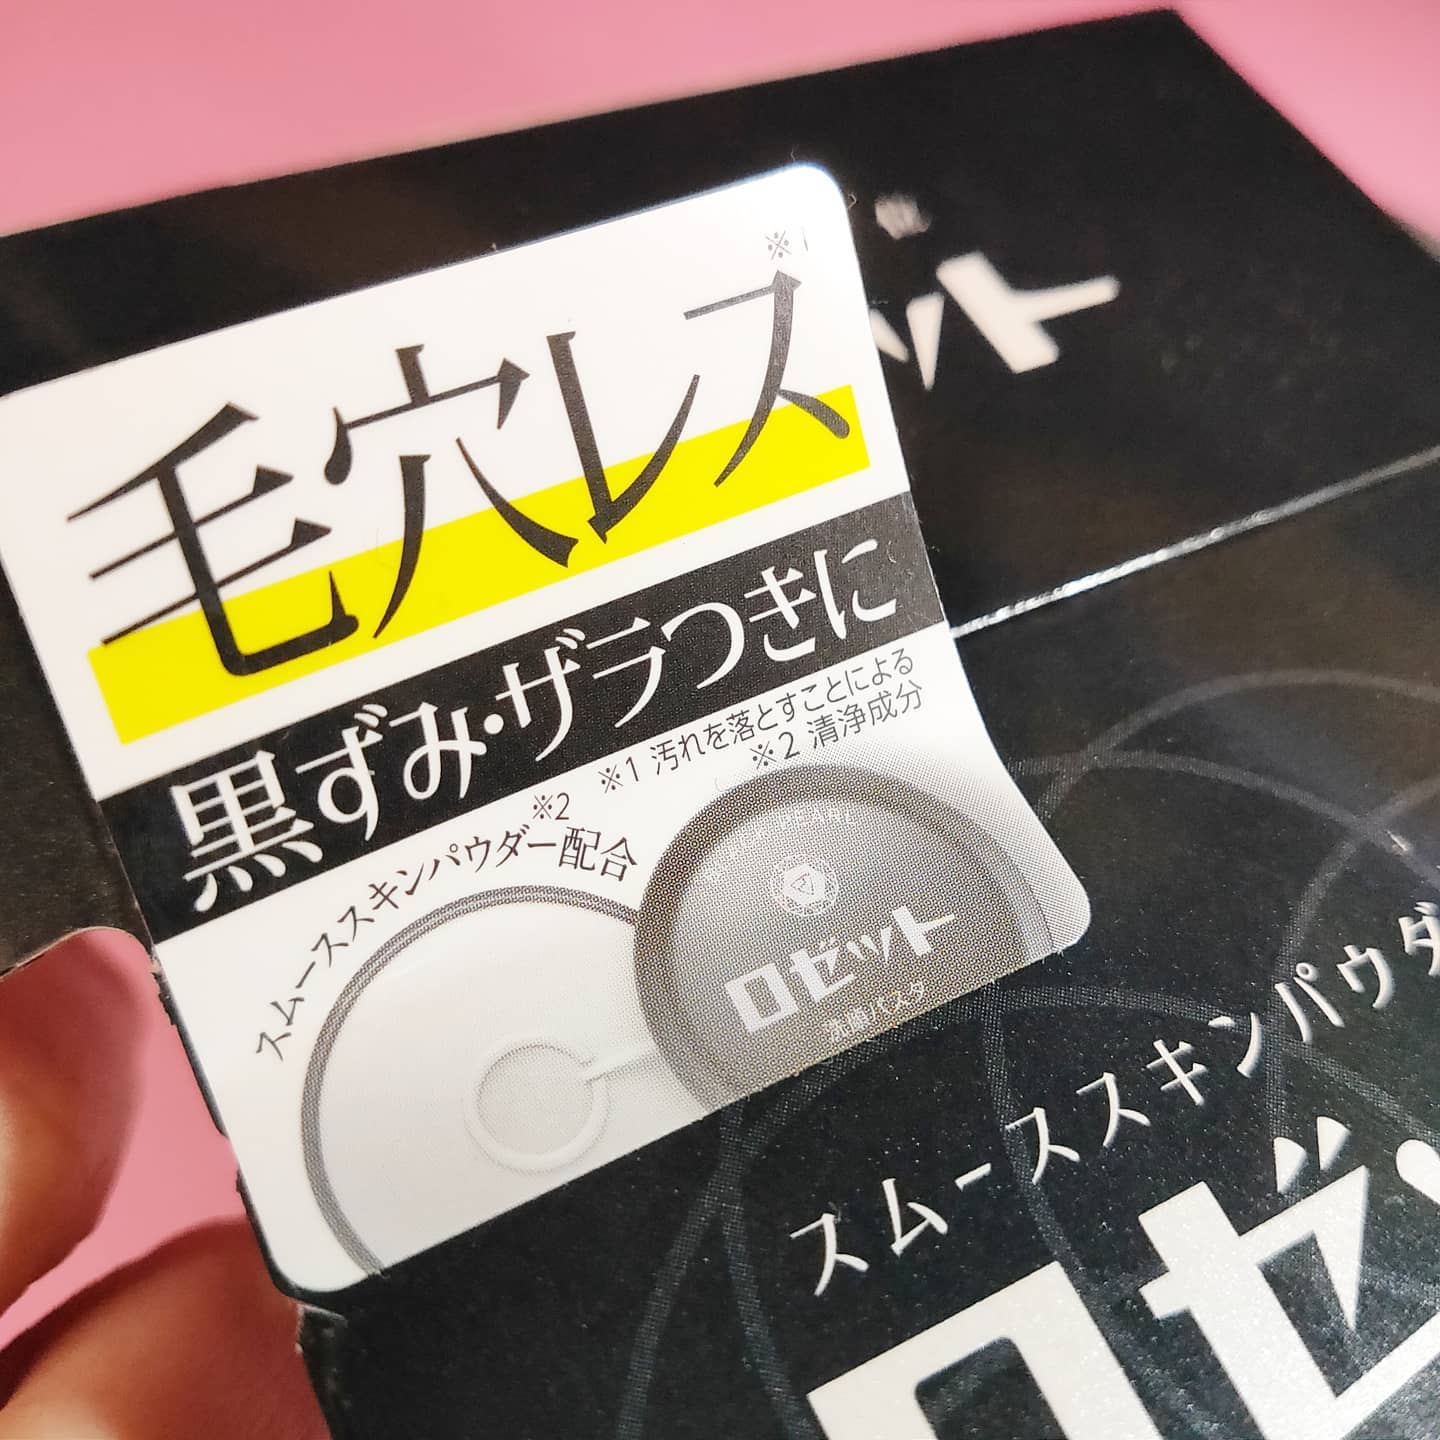 毛穴レス※1
黒ずみ・ザラつきに
スムーススキンパウダー※2配合
※1 汚れを落とすことによる
※2 清浄成分
ロゼット
洗顔パスタ
スムーススキンパウダ